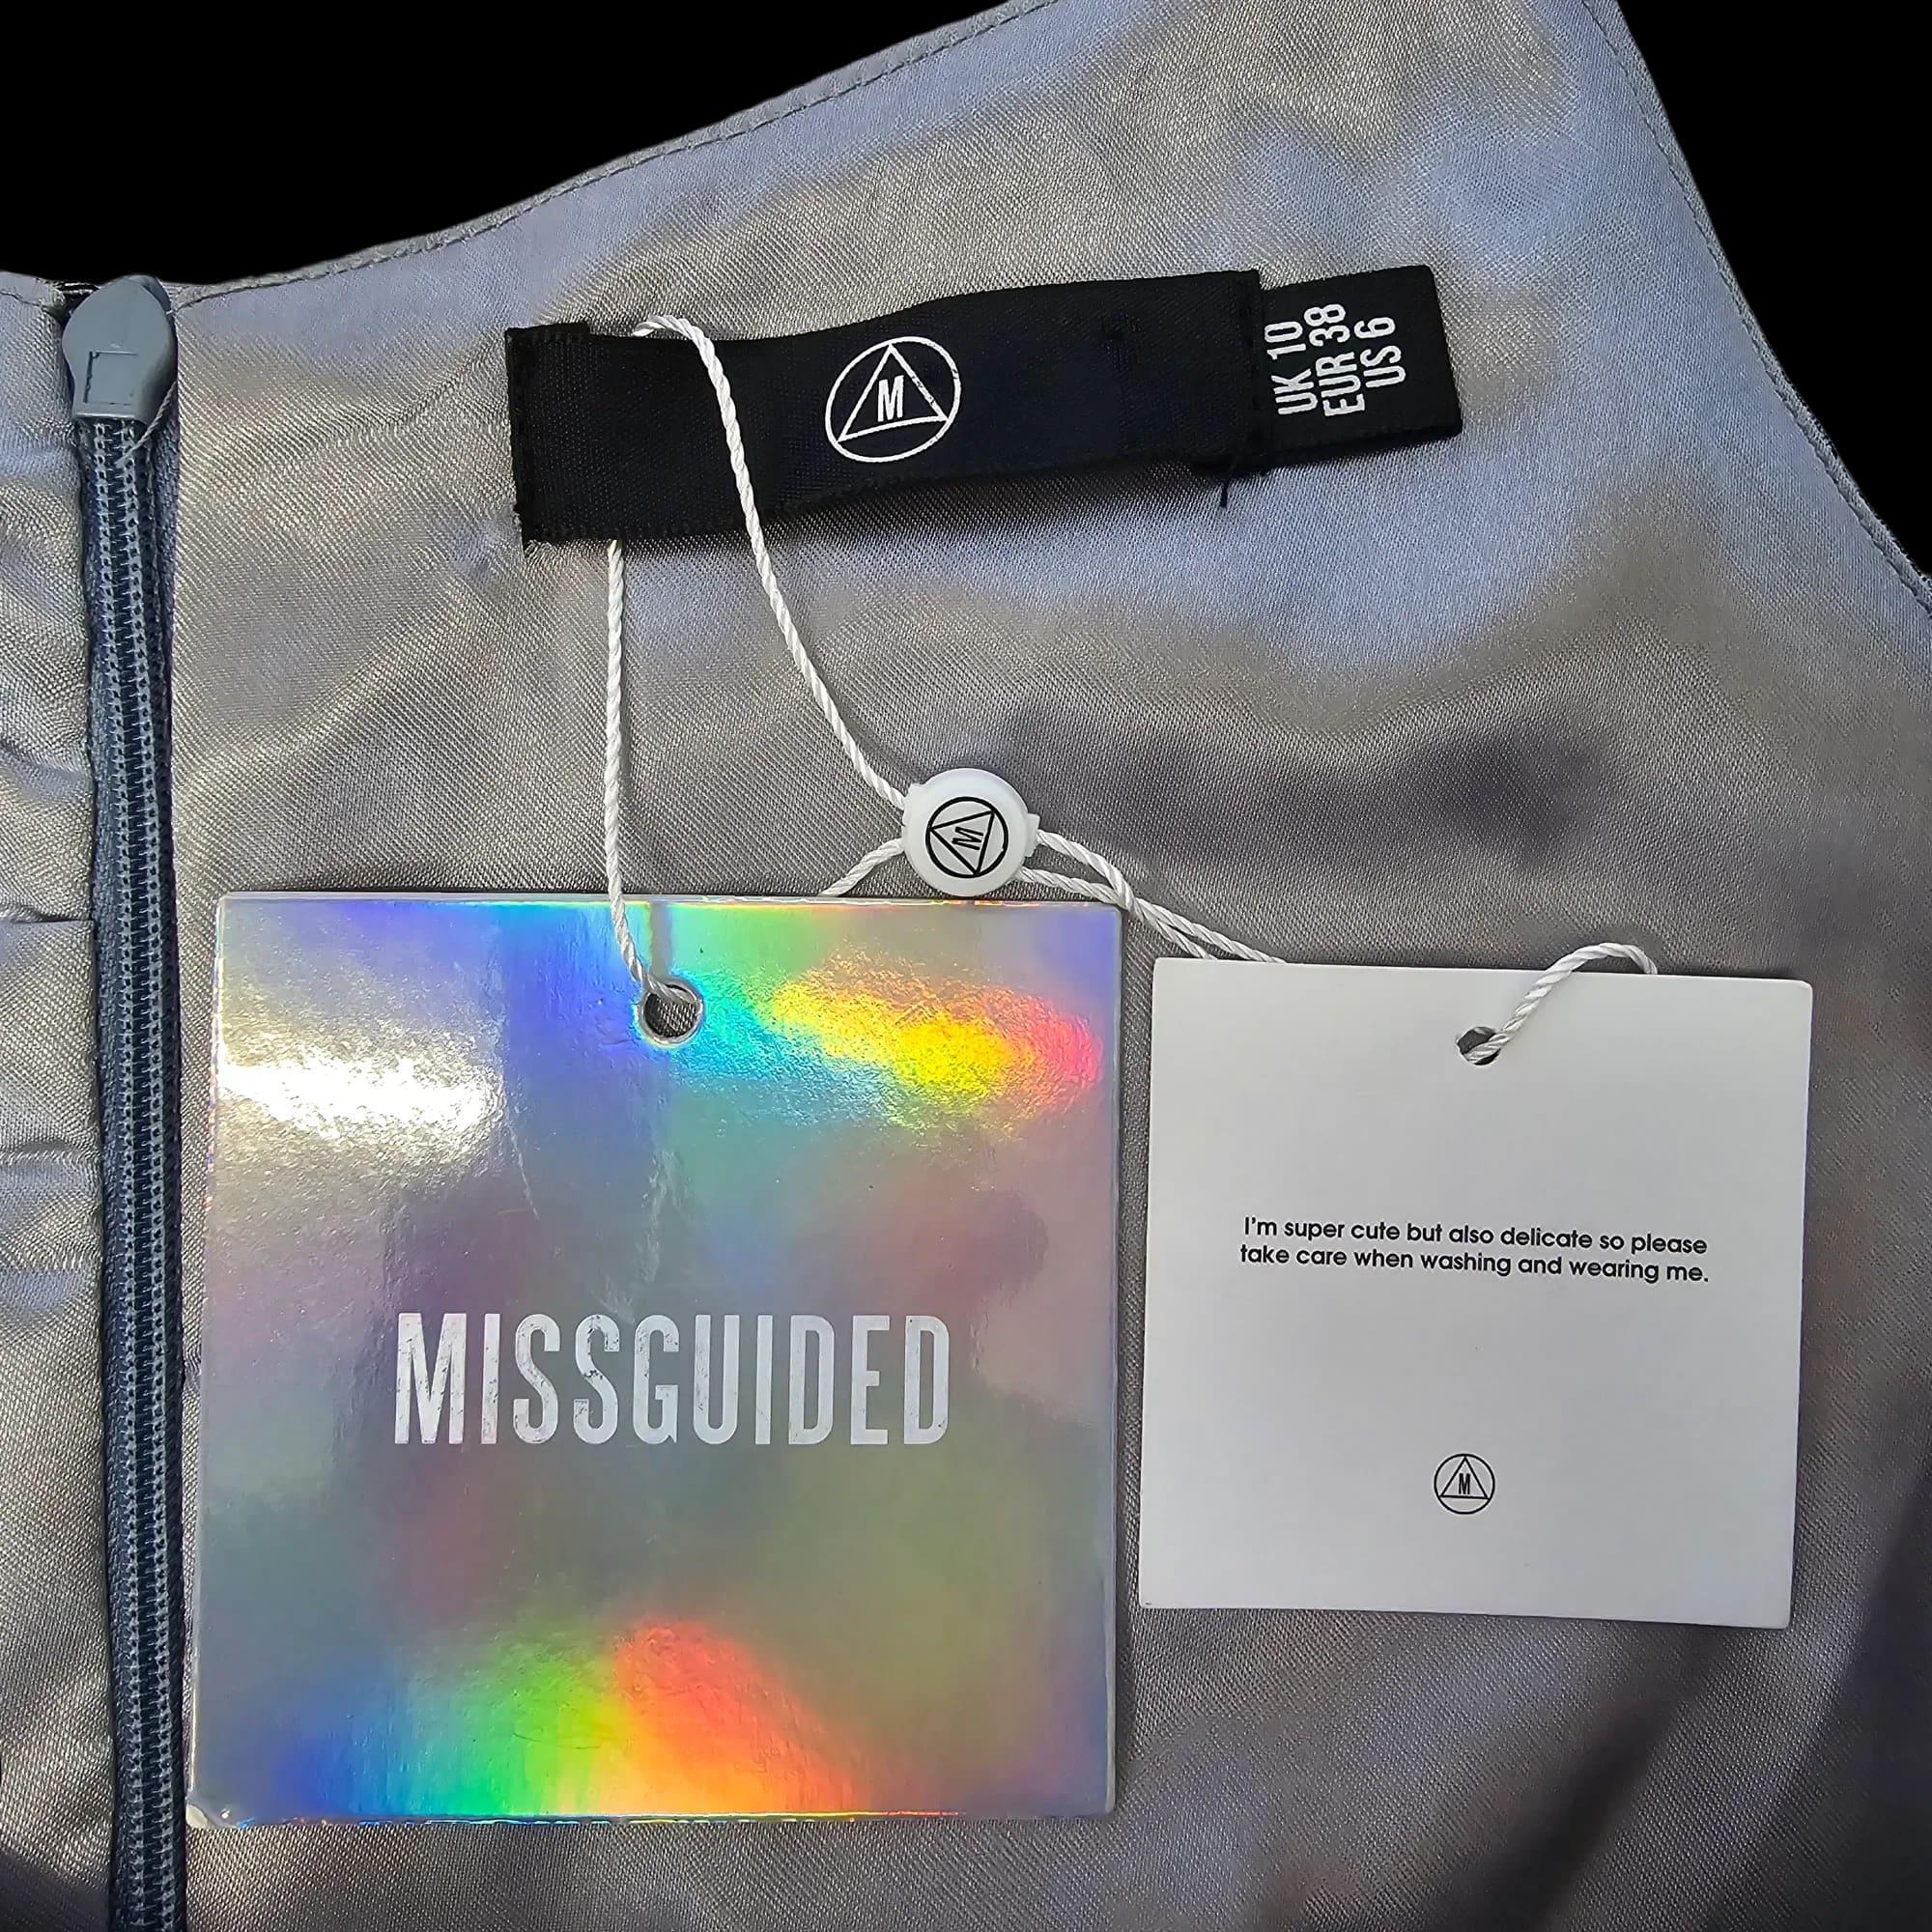 M
UK 10
EUR 38
US 6
M
MISSGUIDED
I'm super cute but also delicate so please
take care when washing and wearing me.
M